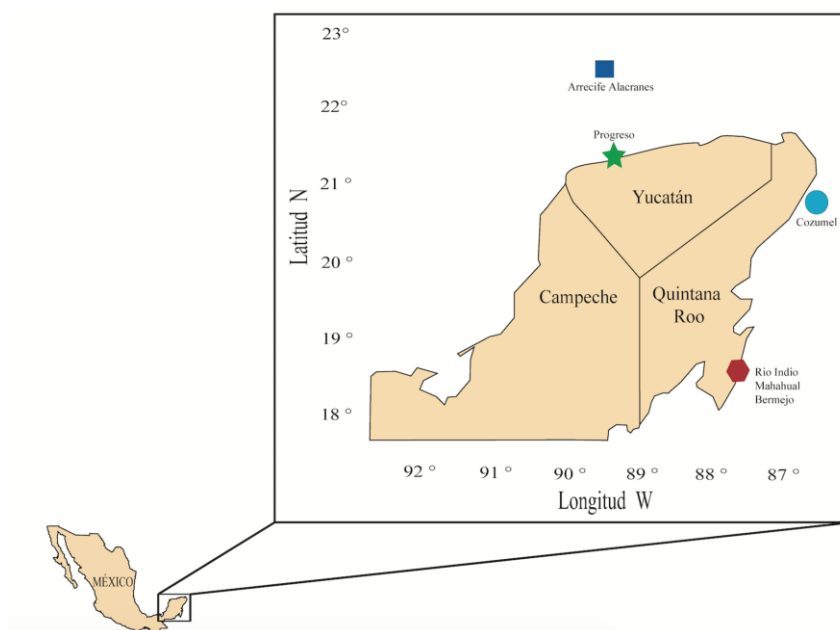 23°
Arrecife Alacranes
22°
Progreso
21 °
Yucatán
Cozumel
20 °
Campeche
Quintana
Roo
19 °
Rio Indio
Mahahual
Bermejo
18 °
Latitud N
92 ° 91 ° 90 ° 89 ° 88 ° 87 °
Longitud W
MÉXICO